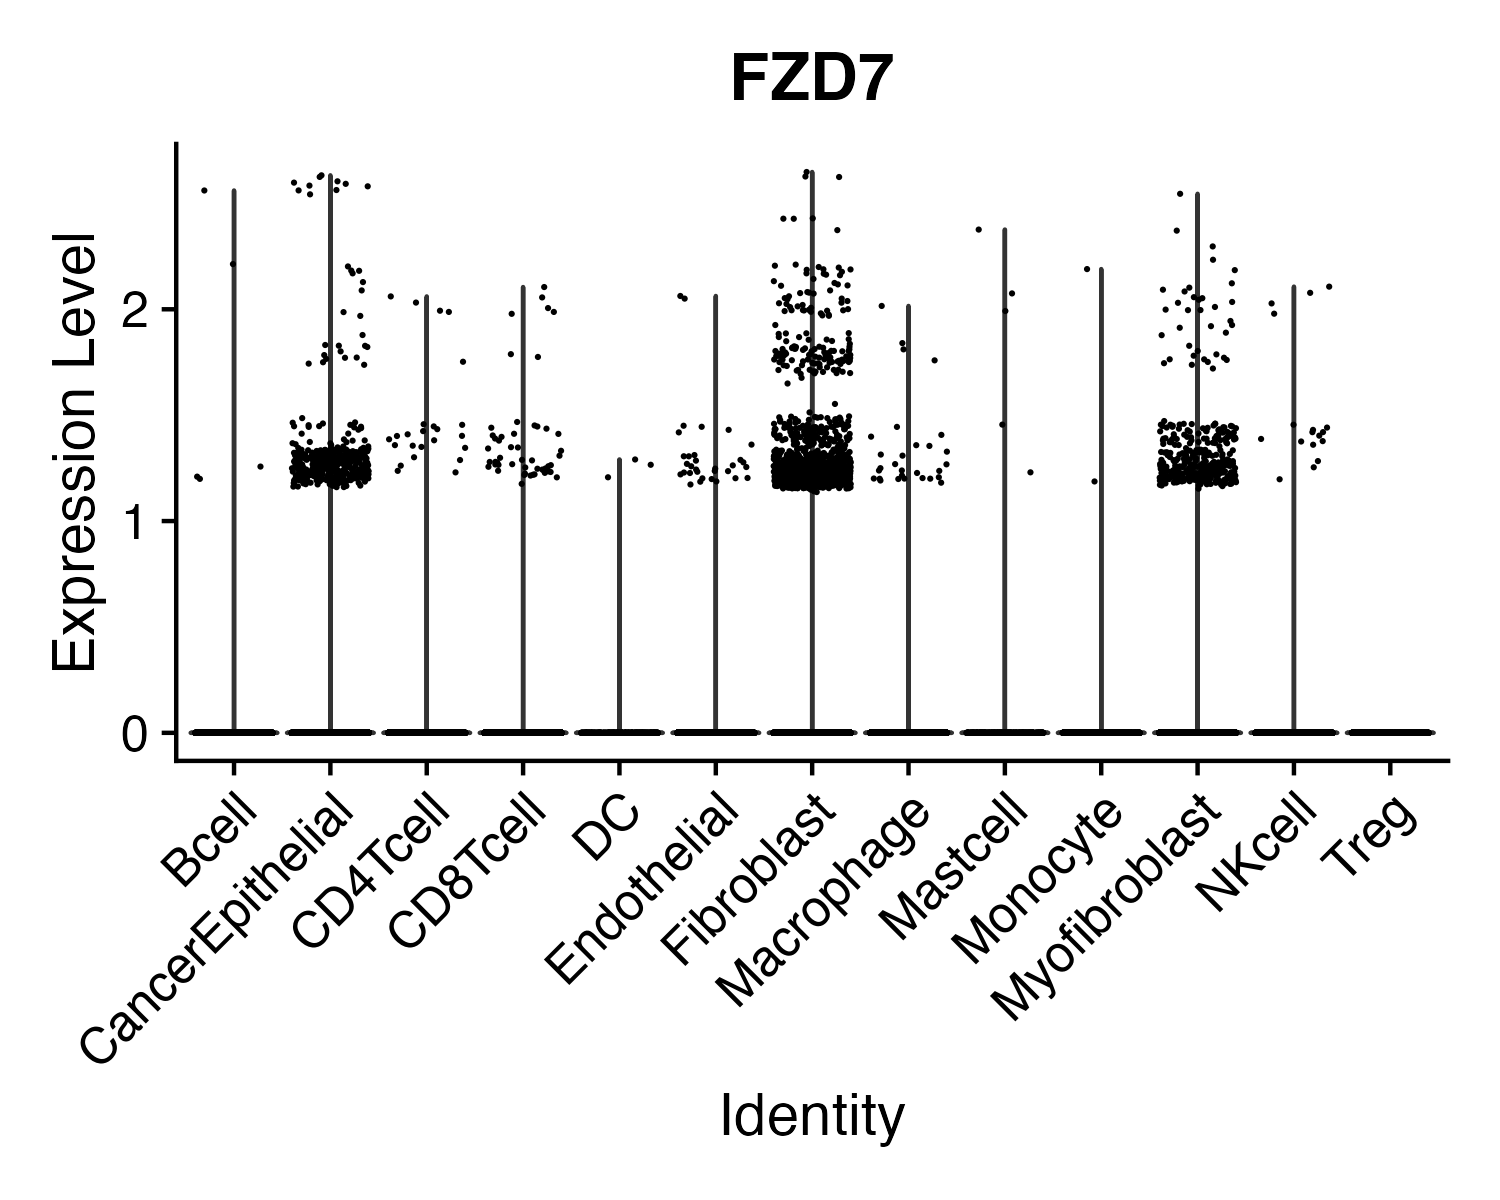 FZD7
Expression Level
2
1
0
Bcell
CancerEpithelial
CD4Tcell
CD8Tcell
DC
Endothelial
Fibroblast
Macrophage
Mastcell
Monocyte
Myofibroblast
NKcell
Treg
Identity